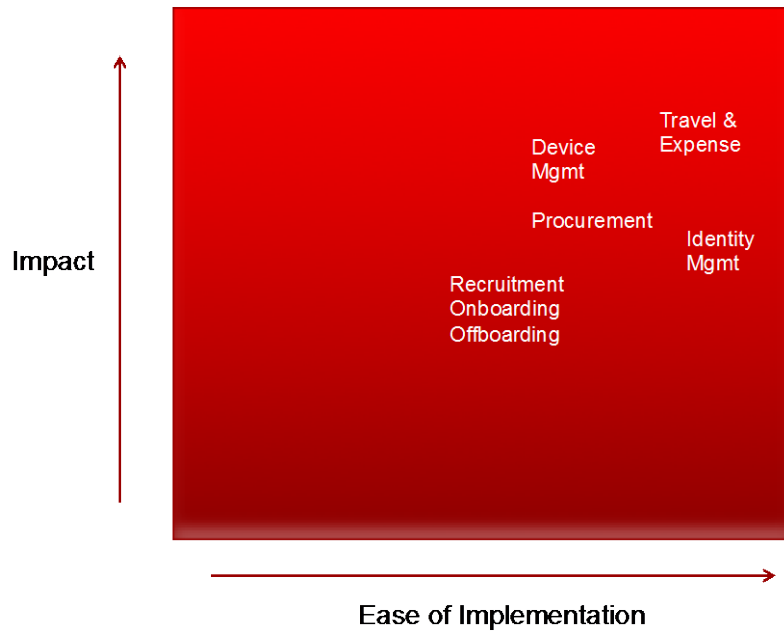 Travel &
Expense
Device
Mgmt
Procurement
Identity
Mgmt
Impact
Recruitment
Onboarding
Offboarding
Ease of Implementation